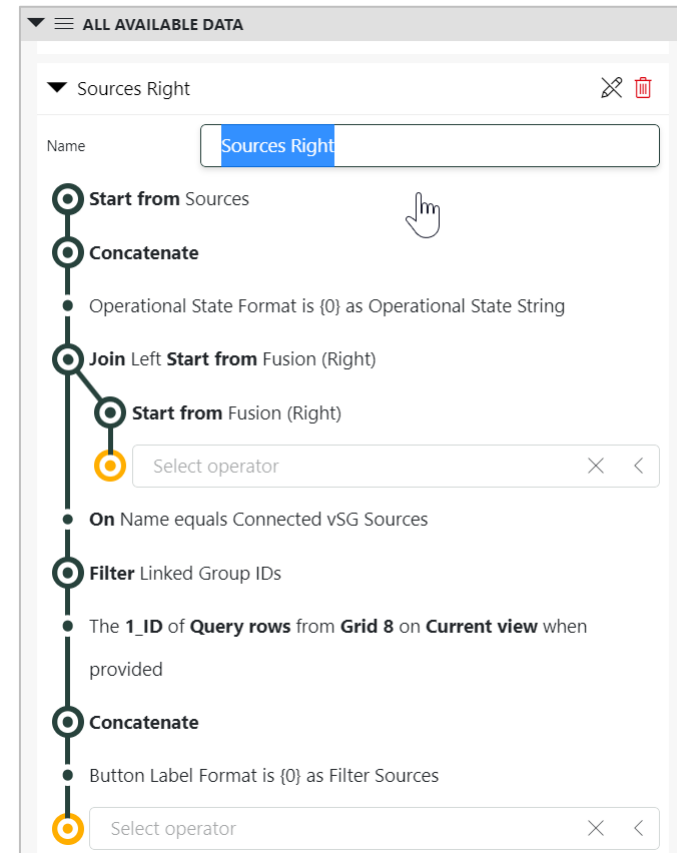 ALL AVAILABLE DATA
Sources Right
Name
Sources Right
Start from Sources
Concatenate
Operational State Format is {0} as Operational State String
Join Left Start from Fusion (Right)
Start from Fusion (Right)
Select operator
On Name equals Connected vSG Sources
Filter Linked Group IDs
The 1_ID of Query rows from Grid 8 on Current view when
provided
Concatenate
Button Label Format is {0} as Filter Sources
Select operator